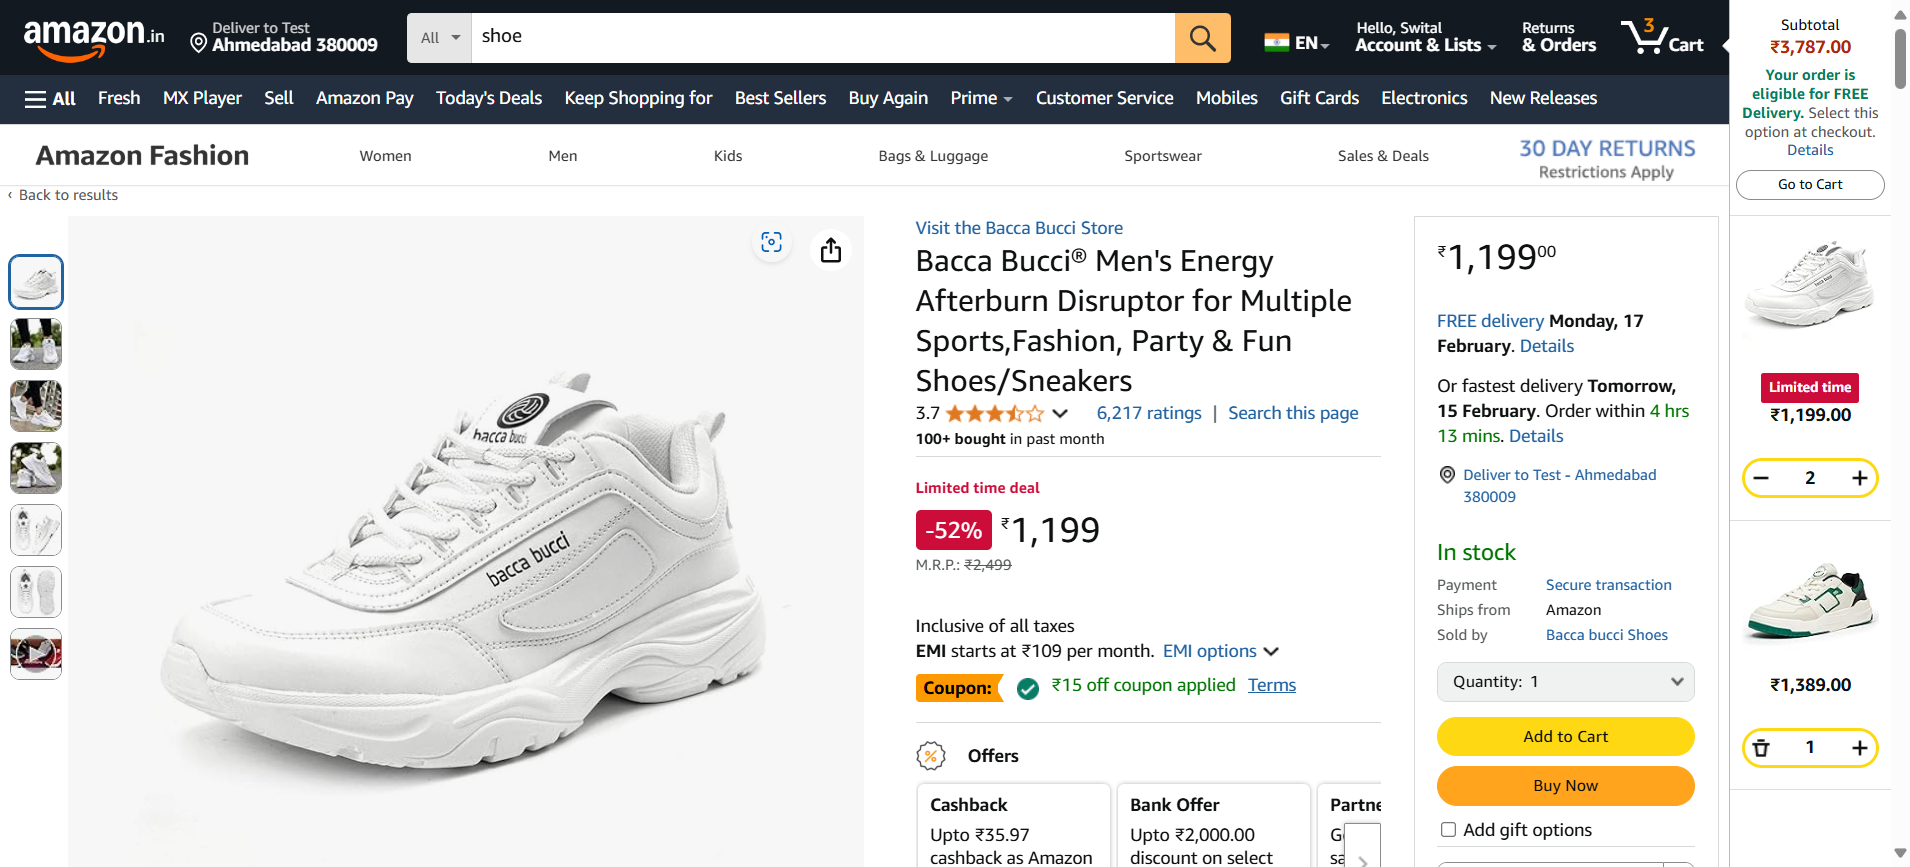 amazon.in
Deliver to Test
Ahmedabad 380009
All
shoe
EN
Hello, Swital
Account & Lists
Returns
& Orders
3
Cart
All
Fresh
MX Player
Sell
Amazon Pay
Today's Deals
Keep Shopping for
Best Sellers
Buy Again
Prime
Customer Service
Mobiles
Gift Cards
Electronics
New Releases
Amazon Fashion
Women
Men
Kids
Bags & Luggage
Sportswear
Sales & Deals
30 DAY RETURNS
Restrictions Apply
‹ Back to results
bacca bucci
bacca bucci
Visit the Bacca Bucci Store
Bacca Bucci® Men's Energy
Afterburn Disruptor for Multiple
Sports,Fashion, Party & Fun
Shoes/Sneakers
3.7
6,217 ratings | Search this page
100+ bought in past month
Limited time deal
-52% ₹1,199
M.R.P.: ₹2,499
Inclusive of all taxes
EMI starts at ₹109 per month. EMI options
Coupon: ₹15 off coupon applied Terms
Offers
Cashback
Upto ₹35.97
cashback as Amazon
Bank Offer
Upto ₹2,000.00
discount on select
₹1,19900
FREE delivery Monday, 17
February. Details
Or fastest delivery Tomorrow,
15 February. Order within 4 hrs
13 mins. Details
Deliver to Test - Ahmedabad
380009
In stock
Payment Secure transaction
Ships from Amazon
Sold by Bacca bucci Shoes
Quantity: 1
Add to Cart
Buy Now
Add gift options
Subtotal
₹3,787.00
Your order is
eligible for FREE
Delivery. Select this
option at checkout.
Details
Go to Cart
Limited time
₹1,199.00
2
₹1,389.00
1